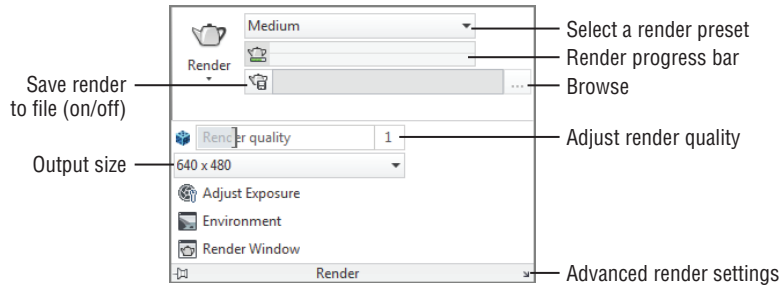 Medium
Select a render preset
Render
Render progress bar
Save render
to file (on/off)
...
Browse
Render quality
1
Adjust render quality
Output size
640 x 480
Adjust Exposure
Environment
Render Window
Render
Advanced render settings